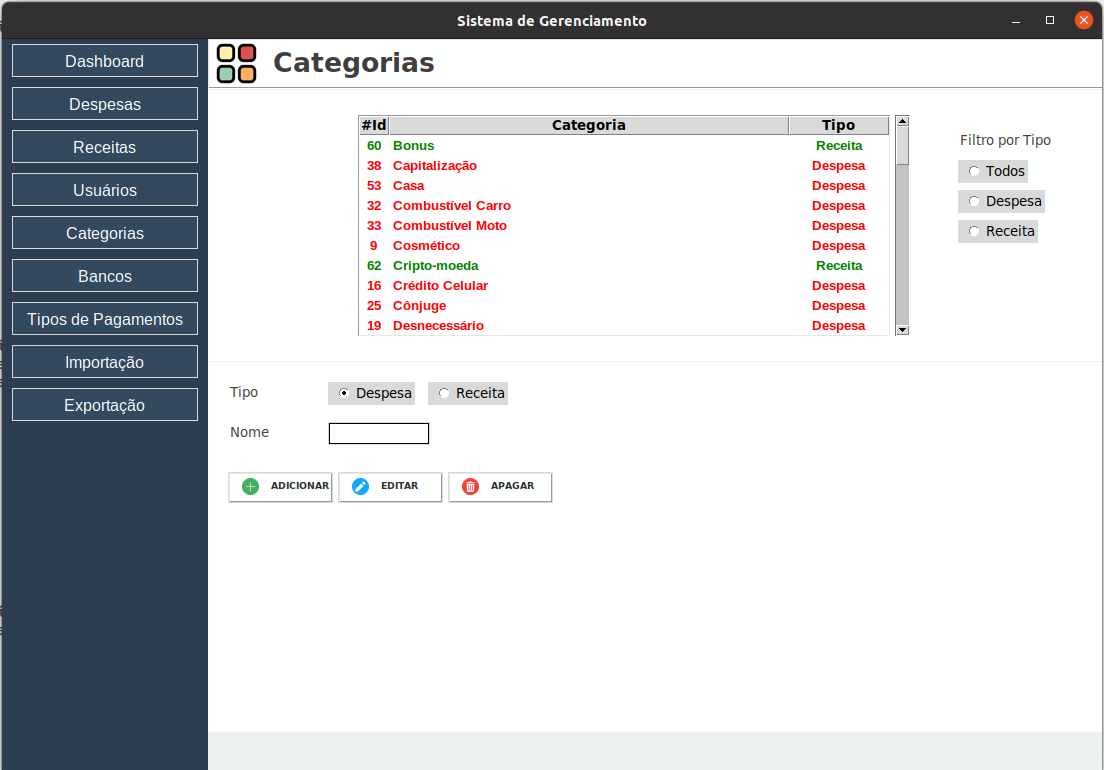 Sistema de Gerenciamento
Dashboard
Despesas
Receitas
Usuários
Categorias
Bancos
Tipos de Pagamentos
Importação
Exportação
Categorias
#Id Categoria Tipo
60 Bonus Receita
38 Capitalização Despesa
53 Casa Despesa
32 Combustível Carro Despesa
33 Combustível Moto Despesa
9 Cosmético Despesa
62 Cripto-moeda Receita
16 Crédito Celular Despesa
25 Cônjuge Despesa
19 Desnecessário Despesa
Filtro por Tipo
Todos
Despesa
Receita
Tipo Despesa Receita
Nome
ADICIONAR EDITAR APAGAR